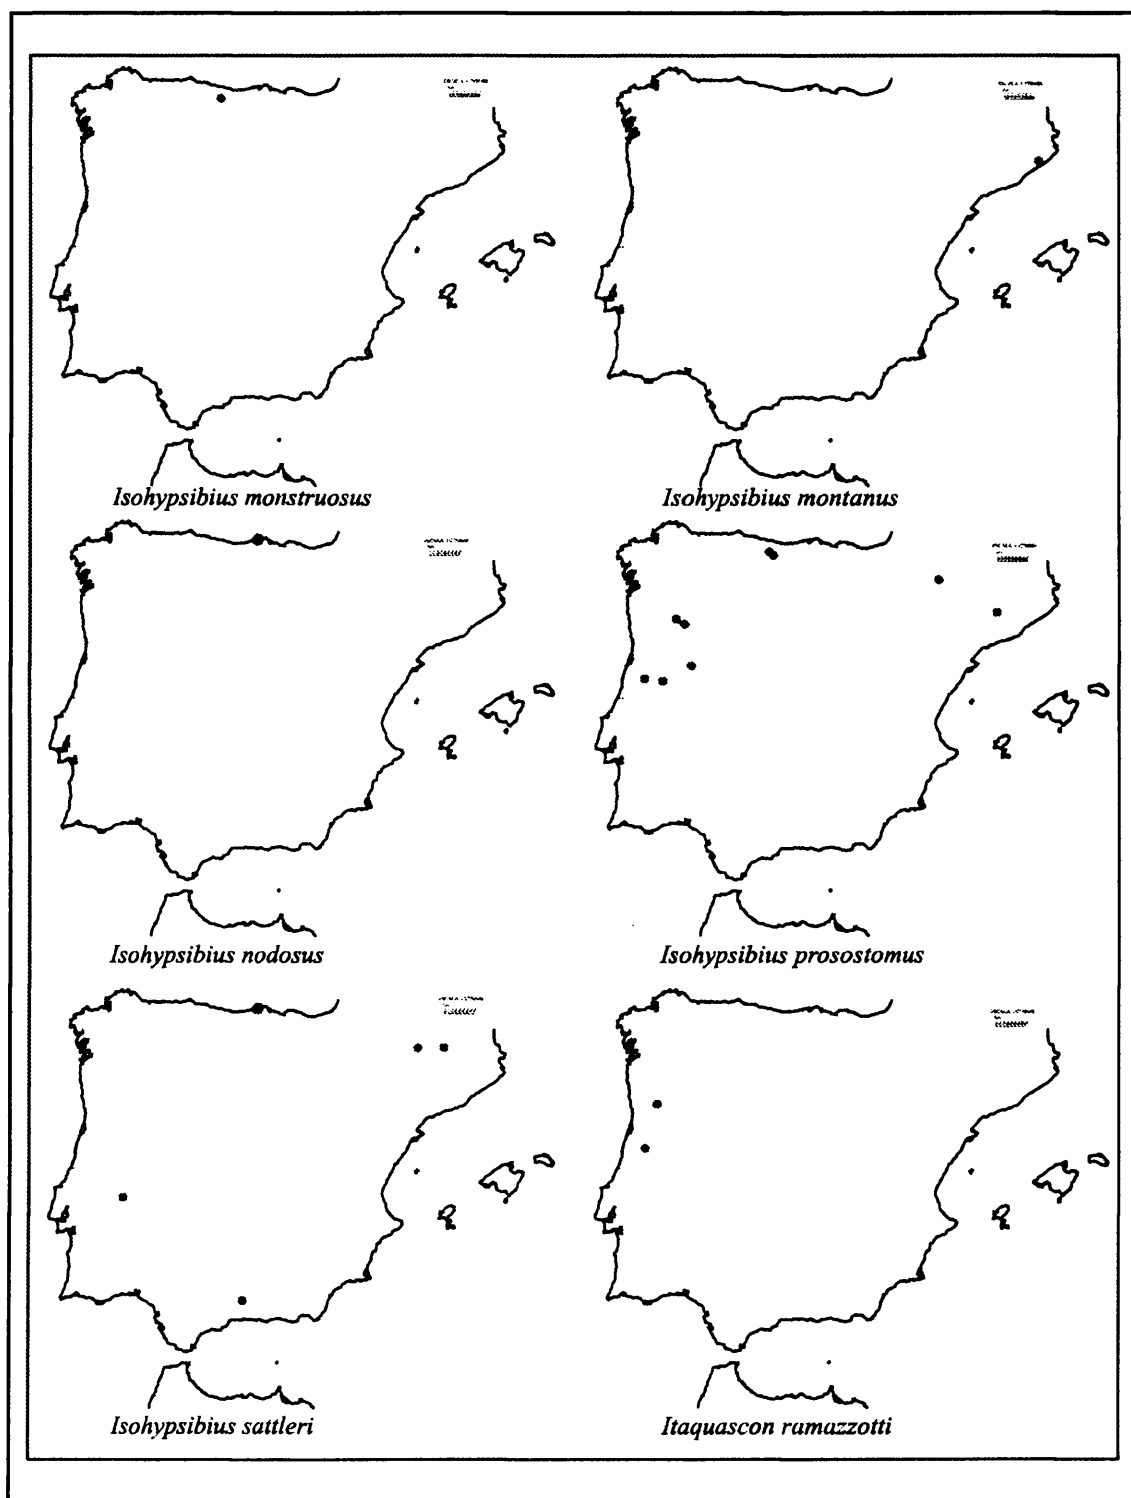 Isohypsibius monstruosus
Isohypsibius montanus
Isohypsibius nodosus
Isohypsibius prosostomus
Isohypsibius sattleri
Itaquascon ramazzotti